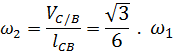 ω₂ = V_{C/B} / l_{CB} = √3 / 6 . ω₁